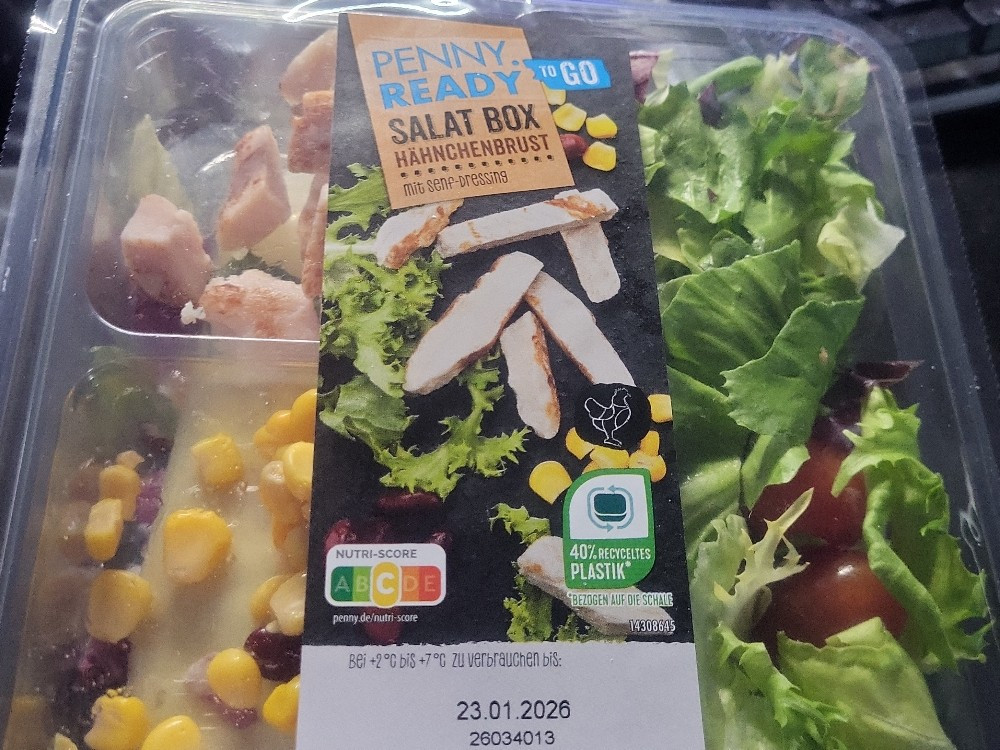 PENNY.
READY TO GO
SALAT BOX
HÄHNCHENBRUST
mit Senf-Dressing
40% RECYCELTES
PLASTIK*
*BEZOGEN AUF DIE SCHALE
14308645
NUTRI-SCORE
A B C D E
penny.de/nutri-score
Bei +2°C bis +7°C zu verbrauchen bis:
23.01.2026
26034013